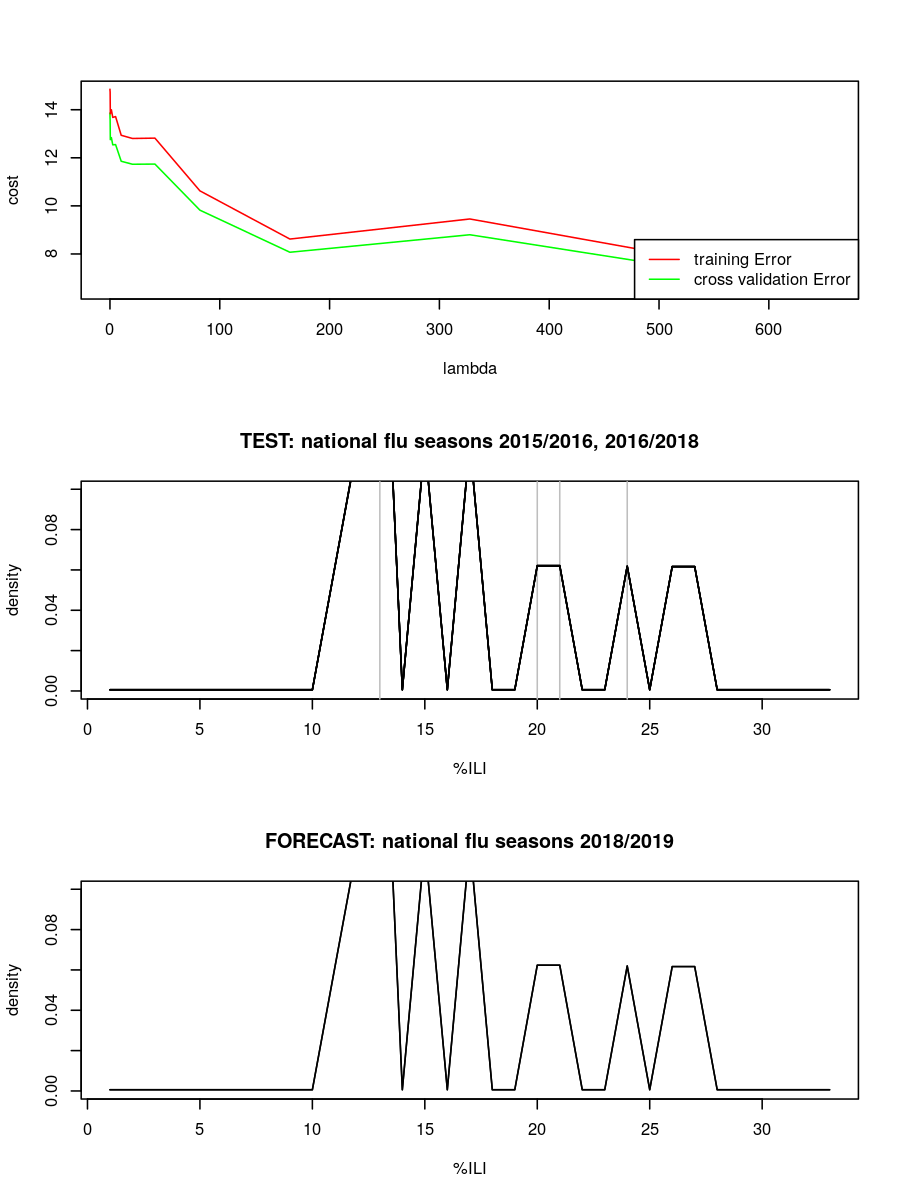 cost
8
10
12
14
training Error
cross validation Error
0 100 200 300 400 500 600
lambda
TEST: national flu seasons 2015/2016, 2016/2018
density
0.00
0.04
0.08
0 5 10 15 20 25 30
%ILI
FORECAST: national flu seasons 2018/2019
density
0.00
0.04
0.08
0 5 10 15 20 25 30
%ILI